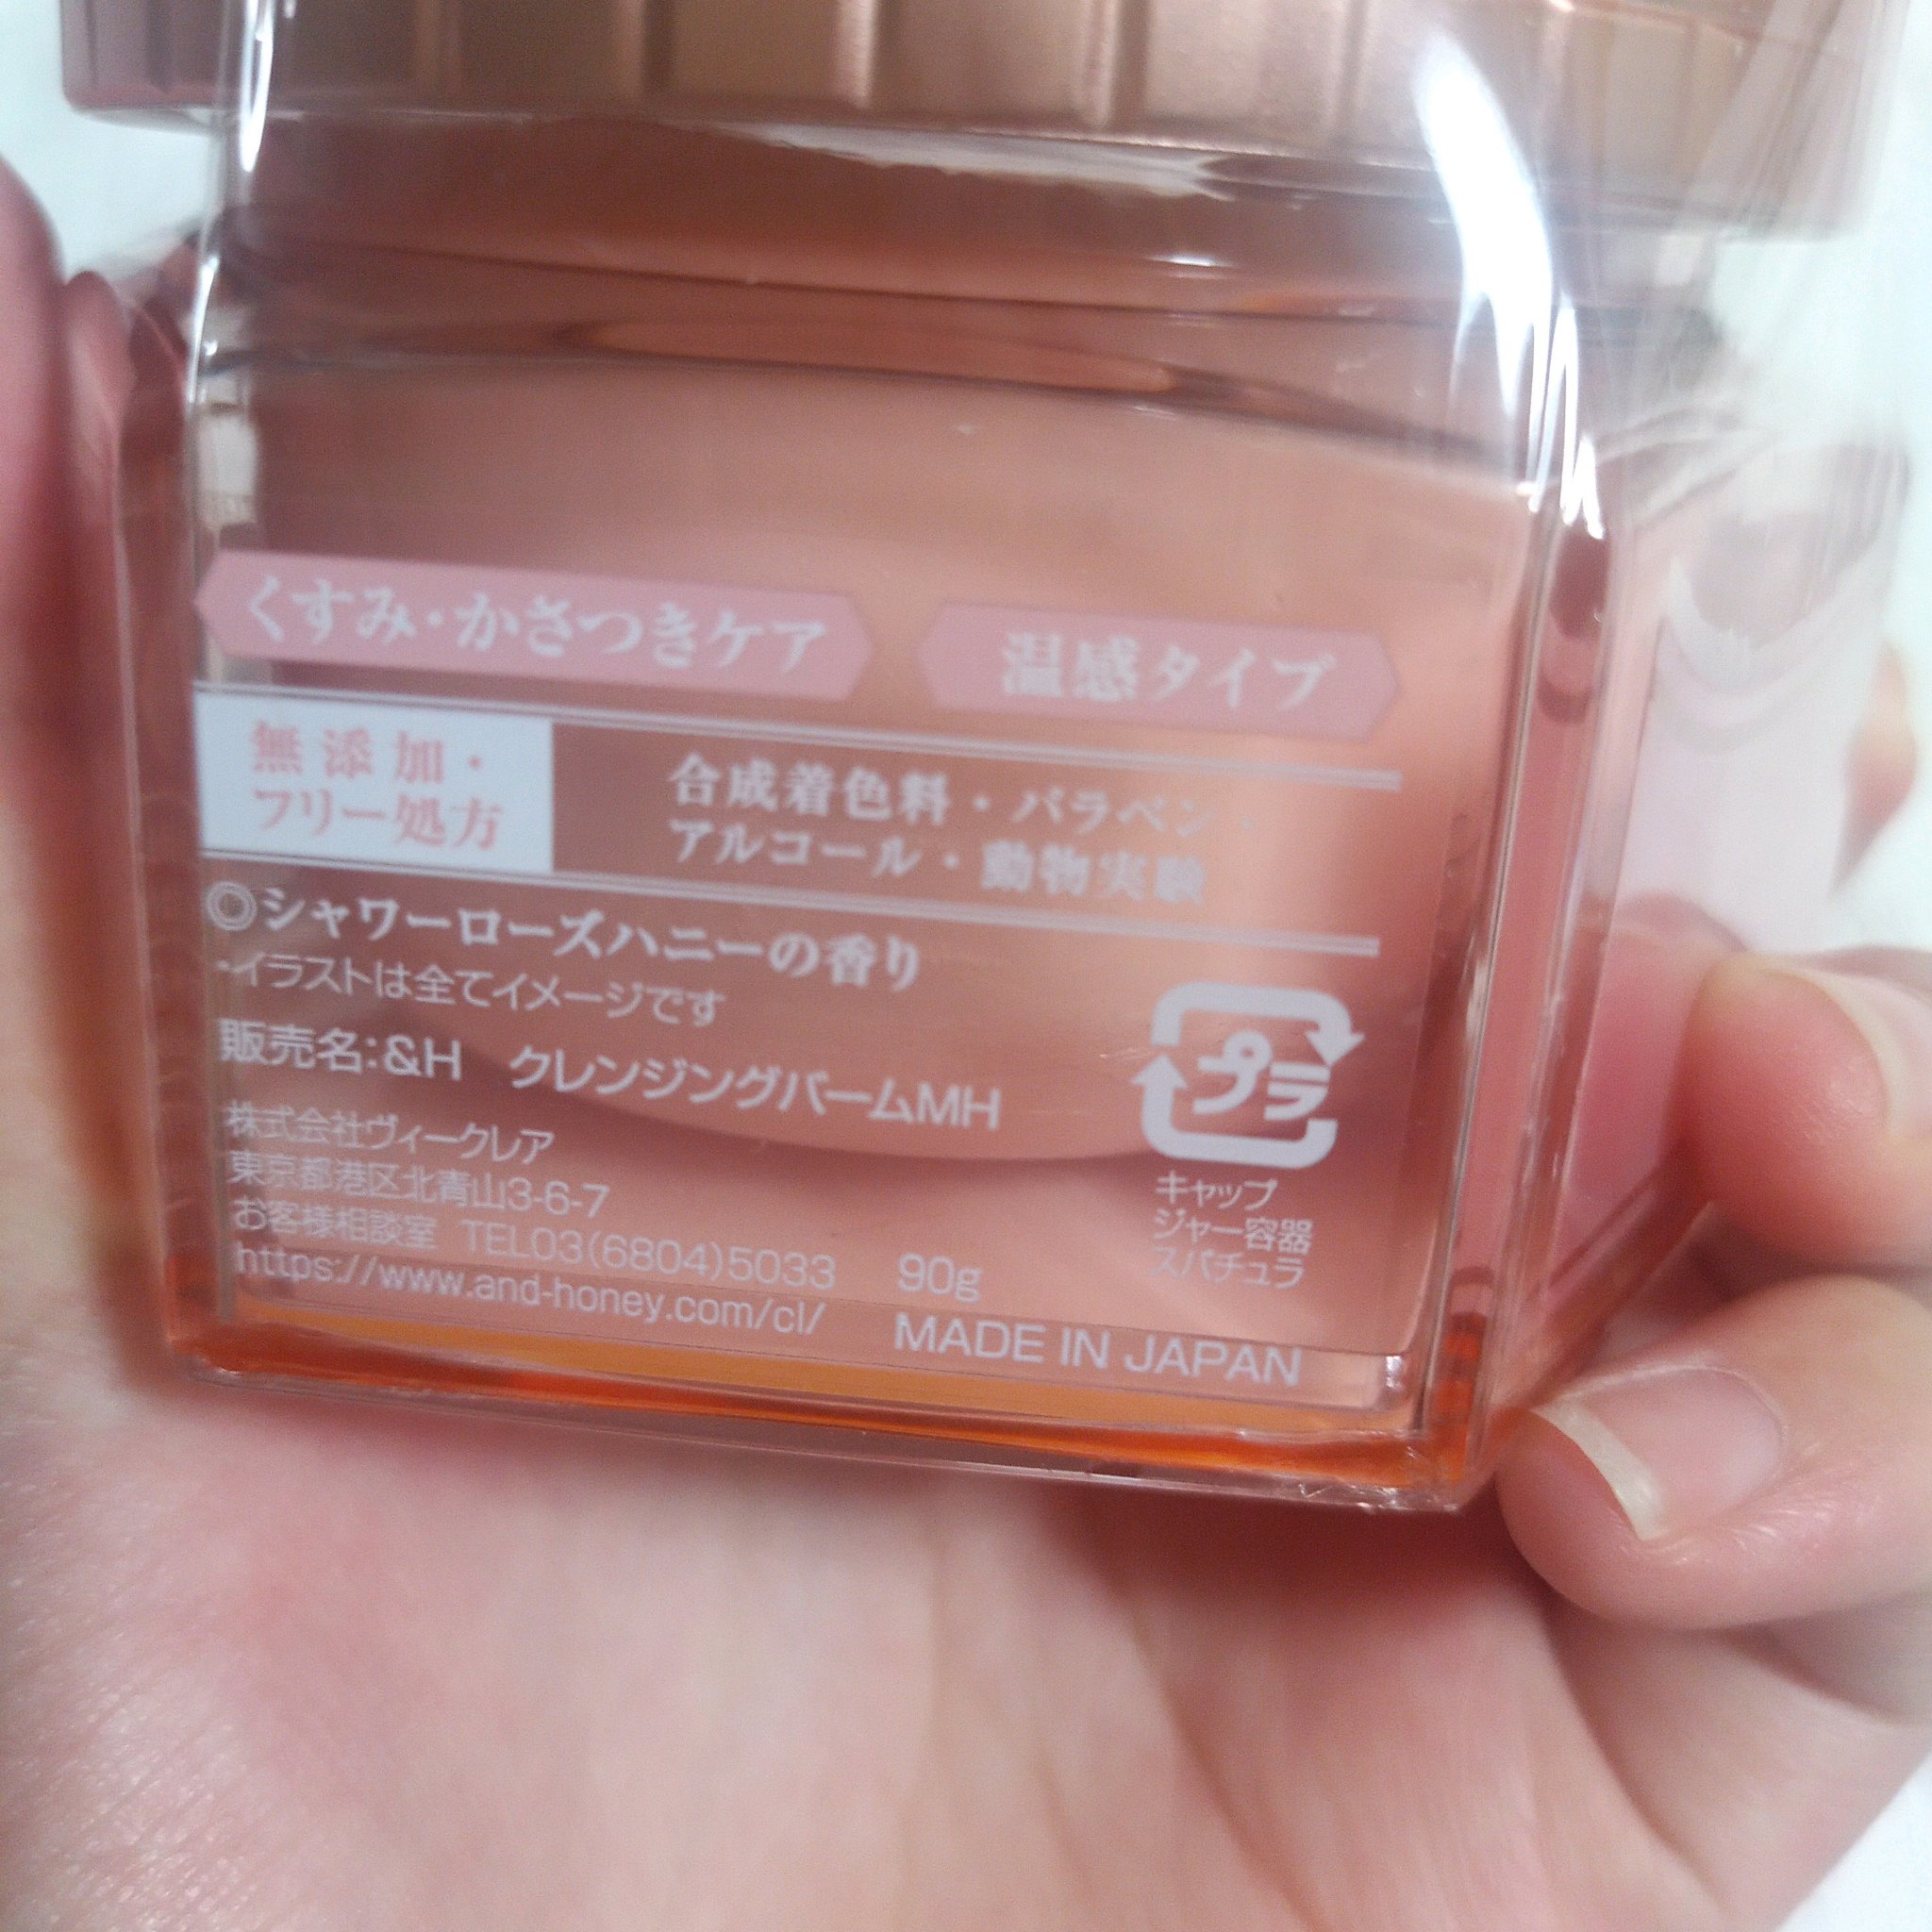 くすみ・かさつきケア
温感タイプ
無添加・
フリー処方
合成着色料・パラベン・
アルコール・動物実験
◎シャワーローズハニーの香り
・イラストは全てイメージです
販売名:&H クレンジングバームMH
株式会社ヴィークレア
東京都港区北青山3-6-7
お客様相談室 TEL03(6804)5033
https://www.and-honey.com/cl/
90g
MADE IN JAPAN
プラ
キャップ
ジャー容器
スパチュラ